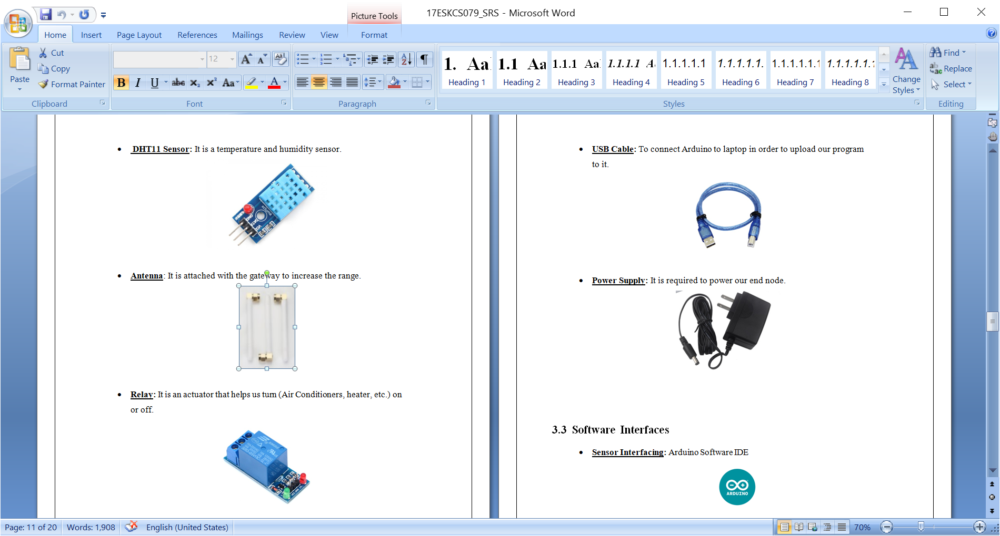 17ESKCS079_SRS - Microsoft Word
Picture Tools
Home
Insert
Page Layout
References
Mailings
Review
View
Format
Paste
Cut
Copy
Format Painter
Clipboard
12
B I U abc x₂ x² Aa A
Font
Paragraph
1. Aa
Heading 1
1.1 Aa
Heading 2
1.1.1 Aa
Heading 3
1.1.1.1 A
Heading 4
1.1.1.1.1
Heading 5
1.1.1.1.1.
Heading 6
1.1.1.1.1.1
Heading 7
1.1.1.1.1.1
Heading 8
Change Styles
Styles
Find
Replace
Select
Editing
• DHT11 Sensor: It is a temperature and humidity sensor.
GND DATA VCC
• Antenna: It is attached with the gateway to increase the range.
• Relay: It is an actuator that helps us turn (Air Conditioners, heater, etc.) on
or off.
• USB Cable: To connect Arduino to laptop in order to upload our program
to it.
• Power Supply: It is required to power our end node.
3.3 Software Interfaces
• Sensor Interfacing: Arduino Software IDE
ARDUINO
Page: 11 of 20
Words: 1,908
English (United States)
70%